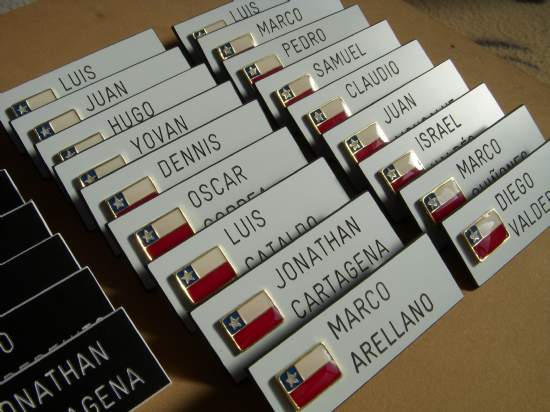 LUIS
JUAN
HUGO
YOVAN
DENNIS
OSCAR
LUIS
CATALDO
JONATHAN
CARTAGENA
MARCO
ARELLANO
LUIS
MARCO
PEDRO
SAMUEL
CLAUDIO
JUAN
ISRAEL
MARCO
DIEGO
JONATHAN
CARTAGENA